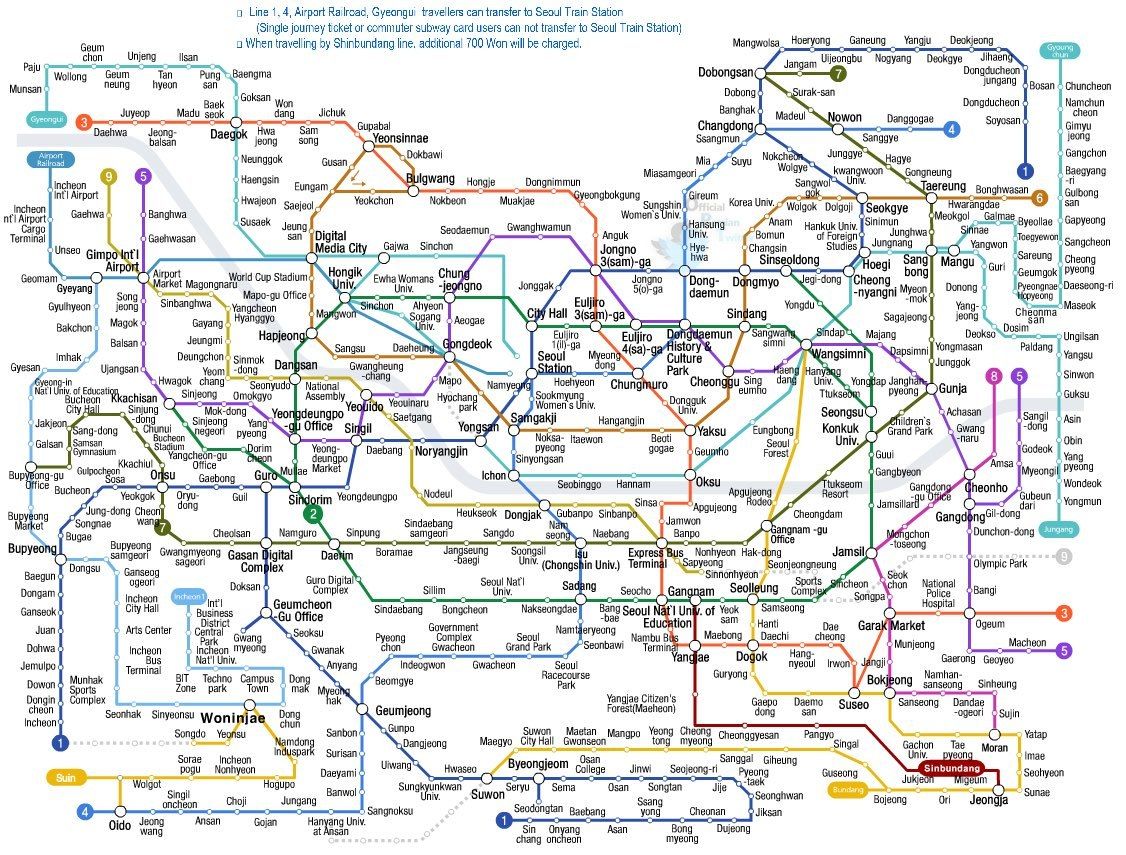 Line 1, 4, Airport Railroad, Gyeongui travellers can transfer to Seoul Train Station
(Single journey ticket or commuter subway card users can not transfer to Seoul Train Station)
When travelling by Shinbundang line, additional 700 Won will be charged.
Paju
Wollong
Geum
chon
Geum
neung
Unjeng
Tan
hyeon
Ilsan
Pung
san
Baengma
Munsan
Gyeongui
Goksan
3
Daehwa
Juyeop
Jeong-
balsan
Madu
Baek
seok
Daegok
Hwa
jeong
Won
dang
Sam
song
Jichuk
Gupabal
Yeonsinnae
Gusan
Dokbawi
Eungam
Yeokchon
Bulgwang
Nokbeon
Hongje
Muakjae
Dongnimmun
Gyeongbokgung
Neunggok
Haengsin
Hwajeon
Susaek
Saejeol
Jeung
san
Digital
Media City
Mangwolsa
Hoeryong
Ganeung
Nogyang
Yangju
Deokgye
Deokjeong
Jihaeng
Dongducheon
jungang
Bosan
Dongducheon
Soyosan
1
Gyoung
chun
Chuncheon
Namchun
cheon
Gimyu
jeong
Gangchon
Baegyang
-ri
Gulbong
san
Gapyeong
Sangcheon
Cheong
pyeong
Daeseong-ri
Maseok
Dobongsan
Jangam
Uijeongbu
7
Dobong
Surak-san
Banghak
Madeul
Nowon
Danggogae
4
Sanggye
Changdong
Ssangmun
Nokcheon
Wolgye
Junggye
Hagye
Gongneung
Mia
Suyu
Miasamgeori
kwangwon
Univ.
Sangwol
gok
Taereung
Bonghwasan
6
Hwarangdae
Gireum
Sungshin
Women's Univ.
Hansung
Univ.
Hye-
hwa
Korea Univ.
Wolgok
Dolgoji
Seokgye
Anam
Bomun
Changsin
Sinimun
Hankuk Univ.
of Foreign
Studies
Meokgol
Junghwa
Galmae
Byeollae
Sinnae
Toegyewon
Yangwon
Sareung
Geumgok
Pyeongnae
Hopyeong
Cheonma
san
Airport
Railroad
Incheon
Int'l Airport
Incheon
nt'l Airport
Cargo
Terminal
Unseo
9
Gaehwa
5
Banghwa
Gaehwasan
Gimpo Int'l
Airport
Airport
Market
Geomam
Gyeyang
Magongnaru
Sinbanghwa
World Cup Stadium
Mapo-gu Office
Mangwon
Hapjeong
Hongik
Univ.
Gajwa
Sinchon
Seodaemun
Gwanghwamun
Ewha Womans
Univ.
Chung
-jeongno
Sinchon
Ahyeon
Sogang
Univ.
Aeogae
Gongdeok
Jonggak
Anguk
Jongno
3(sam)-ga
Jongno
5(o)-ga
Dong-
daemun
Dongmyo
Sinseoldong
Jegi-dong
Cheong
-nyangni
Hoegi
Jungnang
Sang
bong
Mangu
Guri
Donong
Yang-
jeong
Deokso
Dosim
Paldang
Ungilsan
Yangsu
Sinwon
Guksu
Asin
Obin
Yang
pyeong
Wondeok
Yongmun
Jungang
City Hall
Euljiro
1(il)-ga
Euljiro
3(sam)-ga
Euljiro
4(sa)-ga
Dongdaemun
History &
Culture
Park
Sindang
Sangwang
simni
Wangsimni
Yongdu
Sindap
Majang
Dapsimni
Myeon
-mok
Yongmasan
Junggok
Janghan
pyeong
Gunja
8
5
Gyulhyeon
Bakchon
Imhak
Gyesan
Gyeong-in
Nat'l Univ. of Education
Song
jeong
Magok
Balsan
Ujangsan
Hwagok
Yangcheon
Hyanggyo
Gayang
Jeungmi
Deungchon
Yeom
chang
Sinmok
-dong
Seonyudo
Dangsan
Sangsu
Gwangheung
-chang
Daeheung
Mapo
National
Assembly
Yeouido
Yeouinaru
Hyochang
park
Seoul
Station
Namyeong
Hoehyeon
Myeong
dong
Sookmyung
Women's Univ.
Chungmuro
Cheonggu
Sing
eumho
Haeng
dang
Hanyang
Univ.
Ttukseom
Yongdap
Seongsu
Konkuk
Univ.
Children's
Grand Park
Achasan
Gwang
-naru
Amsa
Sangil
-dong
Godeok
Myeongil
Gubeun
dari
Gil-dong
Cheonho
Gangdong
Dunchon-dong
Kkachisan
Sinjeong
Omokgyo
Mok-dong
Yang
pyeong
Sinjeong
negeori
Sinjung
-dong
Bucheon
City Hall
Sang-dong
Chunui
Bucheon
Stadium
Jakjeon
Samsan
Gymnasium
Galsan
Gulpocheon
Bupyeong-gu
Office
Kkachiul
Yangcheon-gu
Office
Dorim
cheon
Yeongdeungpo
-gu Office
Singil
Yeong-
deungpo
Market
Daebang
Saetgang
Noryangjin
Yongsan
Samgakji
Noksa-
pyeong
Itaewon
Hangangjin
Beoti
gogae
Dongguk
Univ.
Yaksu
Geumho
Oksu
Eungbong
Seoul
Forest
Ttuksem
Resort
Guui
Gangbyeon
Gangdong
-gu Office
Jamsillaru
Mongchon
-toseong
Sosa
Onsu
Bucheon
Yeokgok
Oryu-
dong
Gaebong
Guro
Guil
Mullae
Sindorim
Yeongdeungpo
2
Jung-dong
Songnae
Bugae
Bupyeong
Market
Bupyeong
Dongsu
Cheon
wang
7
Gwangmyeong
sageori
Cheolsan
Namguro
Gasan Digital
Complex
Daerim
Sinpung
Boramae
Sindaebang
samgeori
Jangseung
baegi
Sangdo
Soongsil
Univ.
Nam
seong
Isu
(Chongshin Univ.)
Naebang
Nodeul
Heukseok
Dongjak
Gubanpo
Sinbanpo
Sinyongsan
Ichon
Seobinggo
Hannam
Apgujeong
Sinsa
Jamwon
Banpo
Express Bus
Terminal
Sapyeong
Sinnonhyeon
Nonhyeon
Hak-dong
Apgujeong
Rodeo
Gangnam -gu
Office
Cheongdam
Seonjeongneung
Jamsil
9
Olympic Park
Bangi
3
Ogeum
Macheon
5
Gaerong
Geoyeo
Bupyeong
samgeori
Ganseog
ogeori
Incheon
City Hall
Arts Center
Incheon
Bus
Terminal
Munhak
Sports
Complex
Baegun
Dongam
Ganseok
Juan
Dohwa
Jemulpo
Dowon
Dongin
cheon
Incheon
1
Incheon1
Int'l
Business
District
Central
Park
Incheon
Nat'l Univ.
BIT
Zone
Techno
park
Campus
Town
Dong
mak
Dong
chun
Woninjae
Seonhak
Sinyeonsu
Doksan
Geumcheon
-Gu Office
Gwang
myeong
Seoksu
Gwanak
Anyang
Myeong
hak
Guro Digital
Complex
Sindaebang
Sillim
Bongcheon
Seoul Nat'l
Univ.
Nakseongdae
Sadang
Bang
-bae
Seocho
Seoul Nat'l Univ. of
Education
Gangnam
Yeok
sam
Seolleung
Samseong
Sports
Complex
Sincheon
Seok
chon
Songpa
National
Police
Hospital
Garak Market
Munjeong
Pyeon
chon
Beomgye
Indeogwon
Government
Complex
Gwacheon
Gwacheon
Seoul
Grand Park
Seoul
Racecourse
Park
Namtaeryeong
Seonbawi
Nambu Bus
Terminal
Yangjae
Maebong
Hanti
Daechi
Dogok
Hang-
nyeoul
Dae
cheong
Irwon
Guryong
Gaepo
dong
Daemo
san
Suseo
Jangji
Bokjeong
Namhan-
sanseong
Sinheung
Sanseong
Dandae
-ogeori
Sujin
Moran
Yatap
Imae
Seohyeon
Sunae
Gachon
Univ.
Tae
pyeong
Yangjae Citizen's
Forest(Maeheon)
Cheonggyesan
Pangyo
Sinbundang
Jeongja
Migeum
Jukjeon
Ori
Bojeong
Bundang
Guseong
Singal
Giheung
Sanggal
Cheong
myeong
Yeong
tong
Mangpo
Maetan
Gwonseon
Suwon
City Hall
Maegyo
Geumjeong
Sanbon
Surisan
Daeyami
Banwol
Sangnoksu
Gunpo
Dangjeong
Uiwang
Sungkyunkwan
Univ.
Hwaseo
Suwon
Seryu
Byeongjeom
Seodongtan
Sema
Osan
College
Osan
Jinwi
Songtan
Seojeong-ri
Jije
Pyeong
-taek
Seonghwan
Jiksan
Dujeong
Cheonan
Bong
myeong
Ssang
yong
Asan
Baebang
Onyang
oncheon
Sin
chang
1
Songdo
Yeonsu
Namdong
Induspark
Hogupo
Incheon
Nonhyeon
Sorae
pogu
Wolgot
Suin
4
Oido
Jeong
wang
Singil
oncheon
Ansan
Choji
Gojan
Jungang
Hanyang Univ.
at Ansan